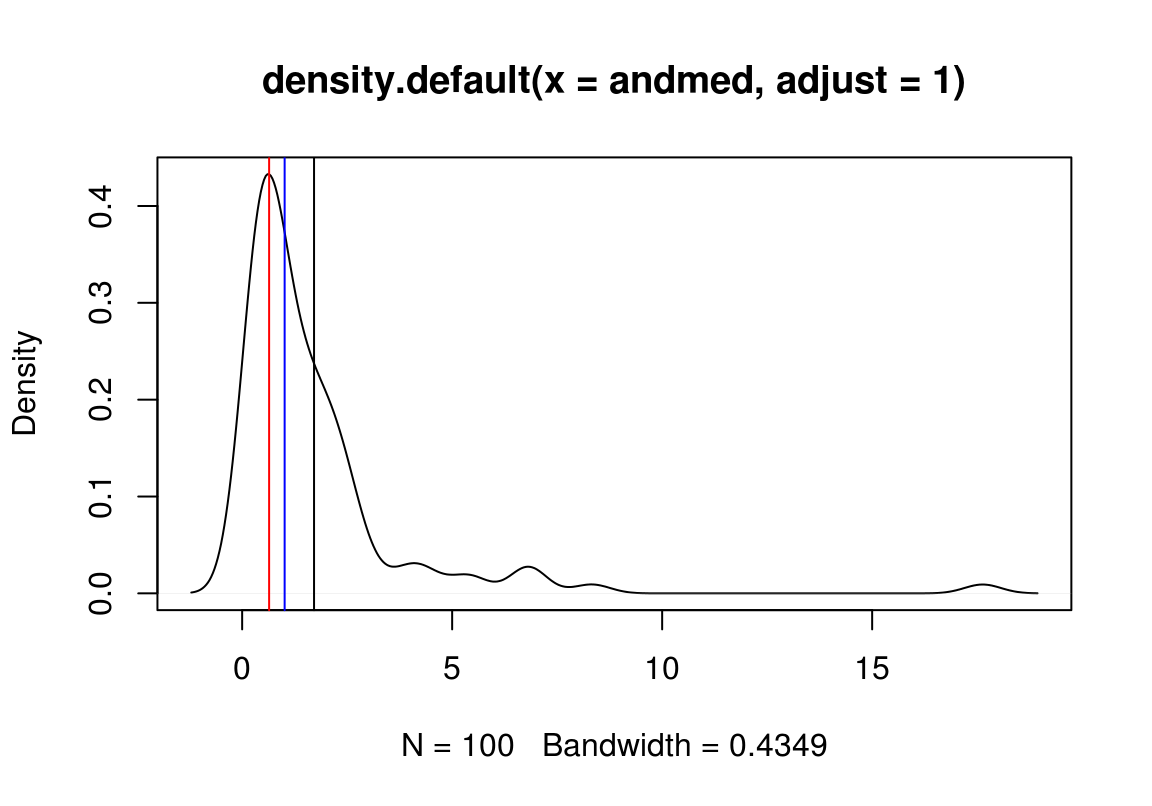 density.default(x = andmed, adjust = 1)
Density
0.4
0.3
0.2
0.1
0.0
0 5 10 15
N = 100 Bandwidth = 0.4349